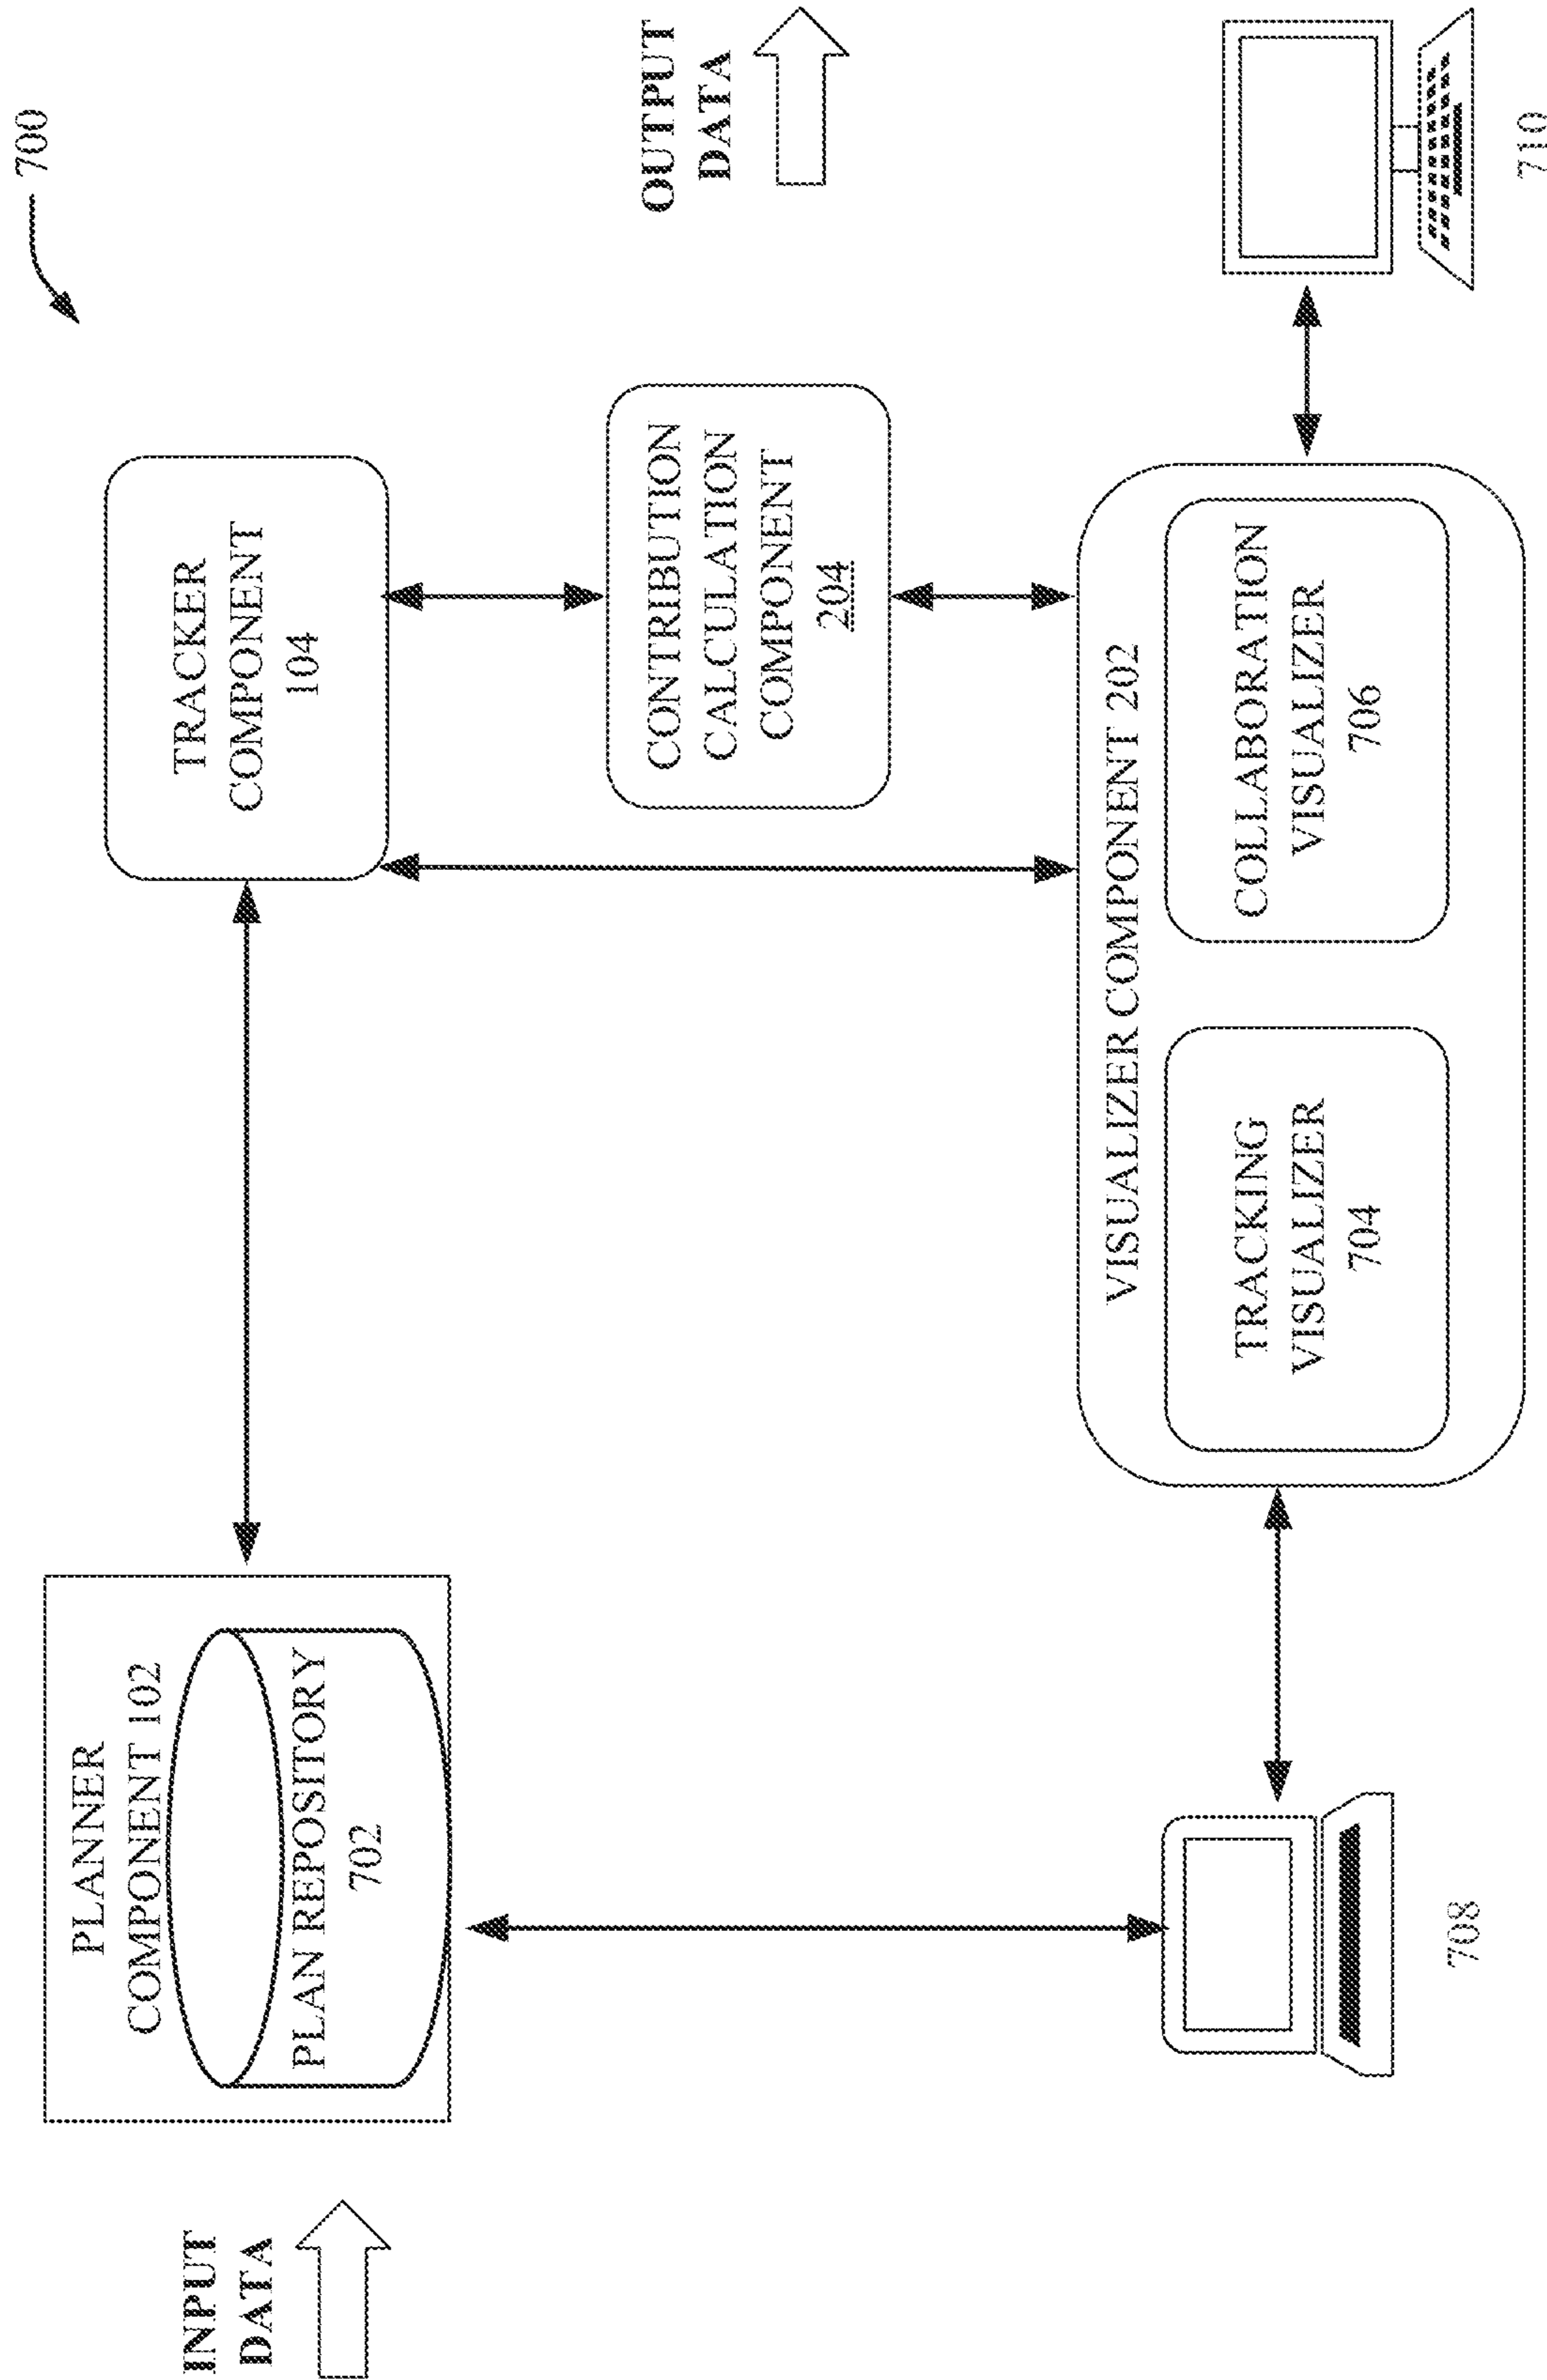 700
INPUT
DATA
PLANNER
COMPONENT 102
PLAN REPOSITORY
702
TRACKER
COMPONENT
104
CONTRIBUTION
CALCULATION
COMPONENT
204
OUTPUT
DATA
VISUALIZER COMPONENT 202
TRACKING
VISUALIZER
704
COLLABORATION
VISUALIZER
706
708
710